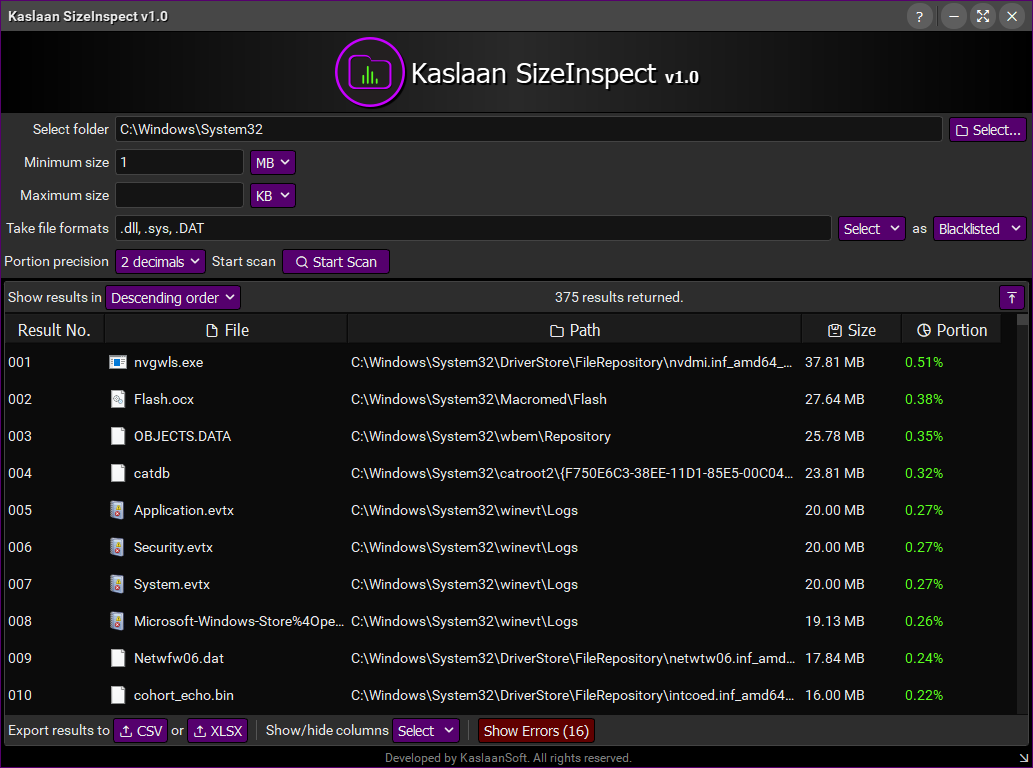 Kaslaan SizeInspect v1.0 ?
Kaslaan SizeInspect v1.0
Select folder C:\Windows\System32 Select...
Minimum size 1 MB
Maximum size KB
Take file formats .dll, .sys, .DAT Select as Blacklisted
Portion precision 2 decimals Start scan Start Scan
Show results in Descending order 375 results returned.
Result No. File Path Size Portion
001 nvgwls.exe C:\Windows\System32\DriverStore\FileRepository\nvdmi.inf_amd64_... 37.81 MB 0.51%
002 Flash.ocx C:\Windows\System32\Macromed\Flash 27.64 MB 0.38%
003 OBJECTS.DATA C:\Windows\System32\wbem\Repository 25.78 MB 0.35%
004 catdb C:\Windows\System32\catroot2\{F750E6C3-38EE-11D1-85E5-00C04... 23.81 MB 0.32%
005 Application.evtx C:\Windows\System32\winevt\Logs 20.00 MB 0.27%
006 Security.evtx C:\Windows\System32\winevt\Logs 20.00 MB 0.27%
007 System.evtx C:\Windows\System32\winevt\Logs 20.00 MB 0.27%
008 Microsoft-Windows-Store%4Ope... C:\Windows\System32\winevt\Logs 19.13 MB 0.26%
009 Netwfw06.dat C:\Windows\System32\DriverStore\FileRepository\netwtw06.inf_amd... 17.84 MB 0.24%
010 cohort_echo.bin C:\Windows\System32\DriverStore\FileRepository\intcoed.inf_amd64... 16.00 MB 0.22%
Export results to CSV or XLSX Show/hide columns Select Show Errors (16)
Developed by KaslaanSoft. All rights reserved.